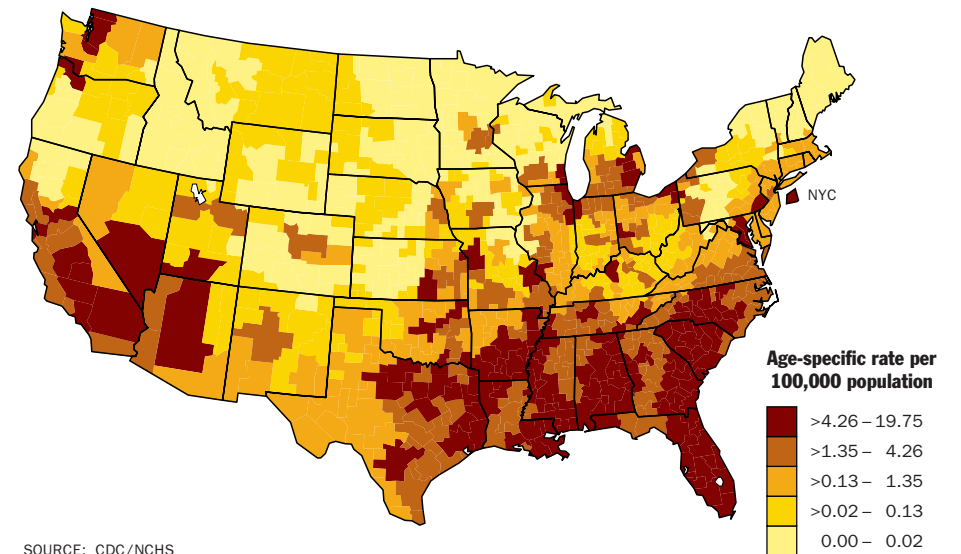 NYC
Age-specific rate per
100,000 population
>4.26 – 19.75
>1.35 – 4.26
>0.13 – 1.35
>0.02 – 0.13
0.00 – 0.02
SOURCE: CDC/NCHS